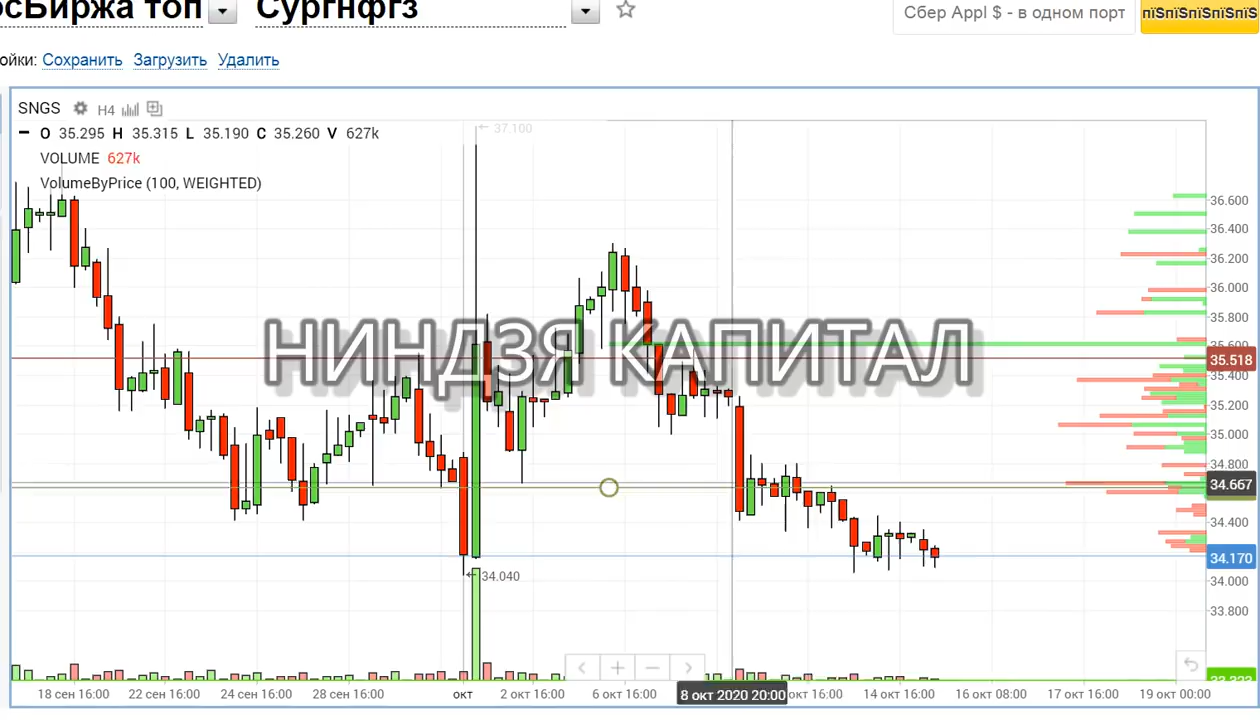 осБиржа топ Сургнфгз
Сбер Appl $ - в одном порт
пїЅпїЅпїЅпїЅпїЅ
ойки: Сохранить Загрузить Удалить
SNGS H4
O 35.295 H 35.315 L 35.190 C 35.260 V 627k
VOLUME 627k
VolumeByPrice (100, WEIGHTED)
37.100
НИНДЗЯ КАПИТАЛ
34.040
36.600
36.400
36.200
36.000
35.800
35.600
35.518
35.400
35.200
35.000
34.800
34.667
34.400
34.170
34.000
33.800
18 сен 16:00 22 сен 16:00 24 сен 16:00 28 сен 16:00 окт 2 окт 16:00 6 окт 16:00 8 окт 2020 20:00 окт 16:00 14 окт 16:00 16 окт 08:00 17 окт 16:00 19 окт 00:00